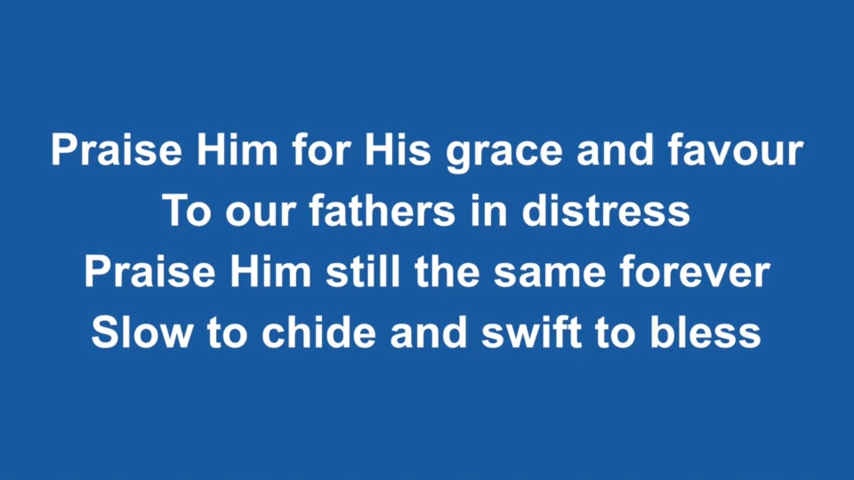 Praise Him for His grace and favour
To our fathers in distress
Praise Him still the same forever
Slow to chide and swift to bless